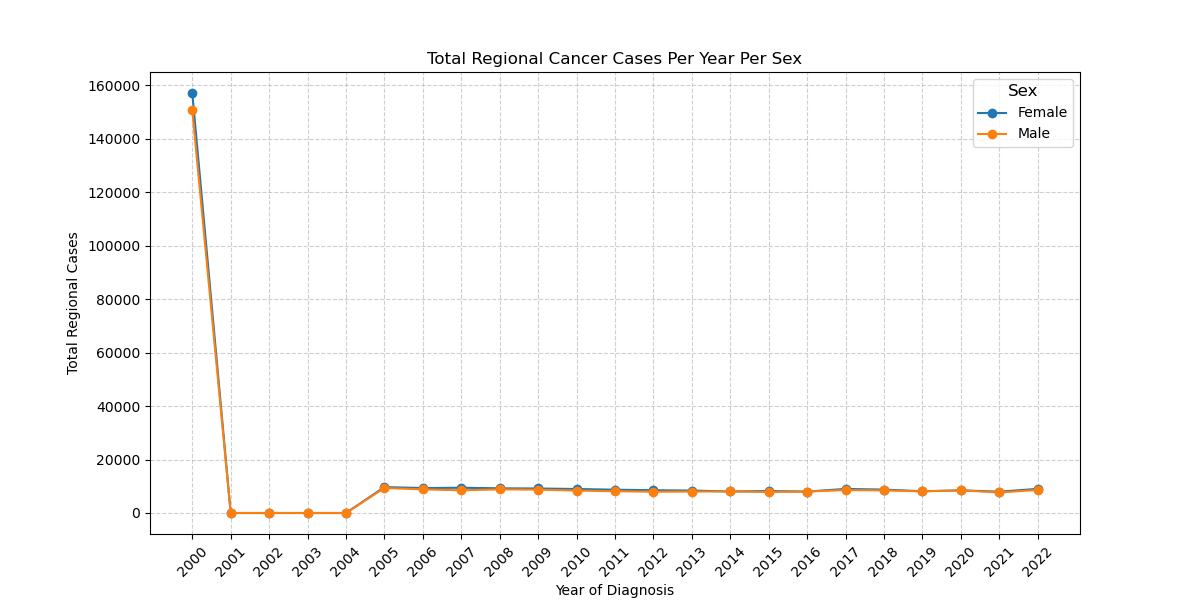 Total Regional Cancer Cases Per Year Per Sex
Total Regional Cases
160000
140000
120000
100000
80000
60000
40000
20000
0
Sex
Female
Male
2000 2001 2002 2003 2004 2005 2006 2007 2008 2009 2010 2011 2012 2013 2014 2015 2016 2017 2018 2019 2020 2021 2022
Year of Diagnosis